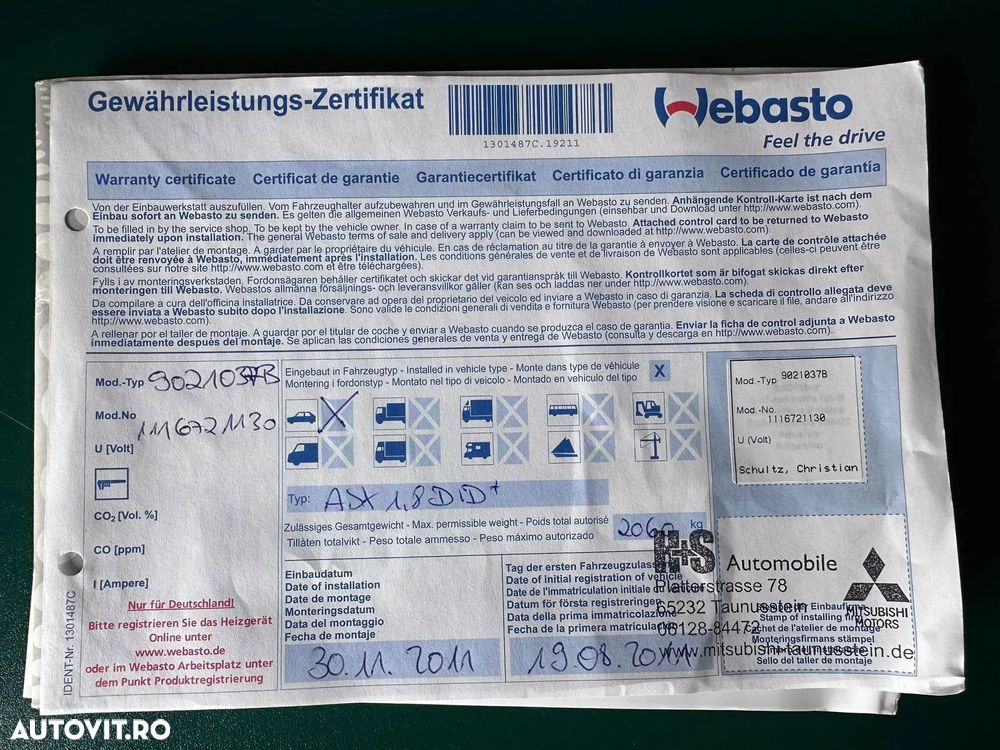 Gewährleistungs-Zertifikat
1301487C.19211
Webasto
Feel the drive
Warranty certificate Certificat de garantie Garantiecertifikat Certificato di garanzia Certificado de garantía
Von der Einbauwerkstatt auszufüllen. Vom Fahrzeughalter aufzubewahren und im Gewährleistungsfall an Webasto zu senden. Anhängende Kontroll-Karte ist nach dem
Einbau sofort an Webasto zu senden. Es gelten die allgemeinen Webasto Verkaufs- und Lieferbedingungen (einsehbar und Download unter http://www.webasto.com).
To be filled in by the service shop. To be kept by the vehicle owner. In case of a warranty claim to be sent to Webasto. Attached control card to be returned to Webasto
immediately upon installation. The general Webasto terms of sale and delivery apply (can be viewed and downloaded at http://www.webasto.com).
A remplir par l'atelier de montage. A garder par le propriétaire du véhicule. En cas de réclamation au titre de la garantie à envoyer à Webasto. La carte de contrôle attachée
doit être renvoyée à Webasto, immédiatement après l'installation. Les conditions générales de vente et de livraison de Webasto sont applicables (celles-ci peuvent être
consultées sur notre site http://www.webasto.com et être téléchargées).
Fylls i av monteringsverkstaden. Fordonsägaren behåller certificatet och skickar det vid garantianspråk till Webasto. Kontrollkortet som är bifogat skickas direkt efter
monteringen till Webasto. Webastos allmänna försäljnings- och leveransvillkor gäller (kan ses och laddas ner under http://www.webasto.com).
Da compilare a cura dell'officina installatrice. Da conservare ad opera del proprietario del veicolo ed inviare a Webasto in caso di garanzia. La scheda di controllo allegata deve
essere inviata a Webasto subito dopo l'installazione. Sono valide le condizioni generali di vendita e fornitura Webasto (per prendere visione e scaricare il file, andare all'indirizzo
http://www.webasto.com).
A rellenar por el taller de montaje. A guardar por el titular de coche y enviar a Webasto cuando se produzca el caso de garantía. Enviar la ficha de control adjunta a Webasto
inmediatamente después del montaje. Se aplican las condiciones generales de venta y entrega de Webasto (consulta y descarga en http://www.webasto.com).
Mod.-Typ 9021037B
Mod.No
1116721130
U [Volt]
CO2 [Vol. %]
CO [ppm]
I [Ampere]
Nur für Deutschland!
Bitte registrieren Sie das Heizgerät
Online unter
www.webasto.de
oder im Webasto Arbeitsplatz unter
dem Punkt Produktregistrierung
IDENT-Nr. 1301487C
Eingebaut in Fahrzeugtyp - Installed in vehicle type - Monte dans type de véhicule
Montering i fordonstyp - Montato nel tipo di veicolo - Montado en vehículo del tipo
X
Typ: ASX 1,8 DID+
Zulässiges Gesamtgewicht - Max. permissible weight - Poids total autorisé
Tillåten totalvikt - Peso totale ammesso - Peso máximo autorizado
2060 kg
Einbaudatum
Date of installation
Date de montage
Monteringsdatum
Data del montaggio
Fecha de montaje
30.11.2011
Tag der ersten Fahrzeugzulassung
Date of initial registration of vehicle
Date de l'immatriculation initiale du
Datum för första registreringen
Data della prima immatricolazione
Fecha de la primera matriculación
19.08.2011
Mod.-Typ 9021037B
Mod.-No.
1116721130
U (Volt)
Schultz, Christian
H+S Automobile
Platterstrasse 78
65232 Taunusstein
06128-84472
www.mitsubishi-taunusstein.de
MITSUBISHI
MOTORS
Stamp of installing firm
Cachet de l'atelier de montage
Monteringsfirmans stämpel
Sello del taller de montaje
AUTOVIT.RO